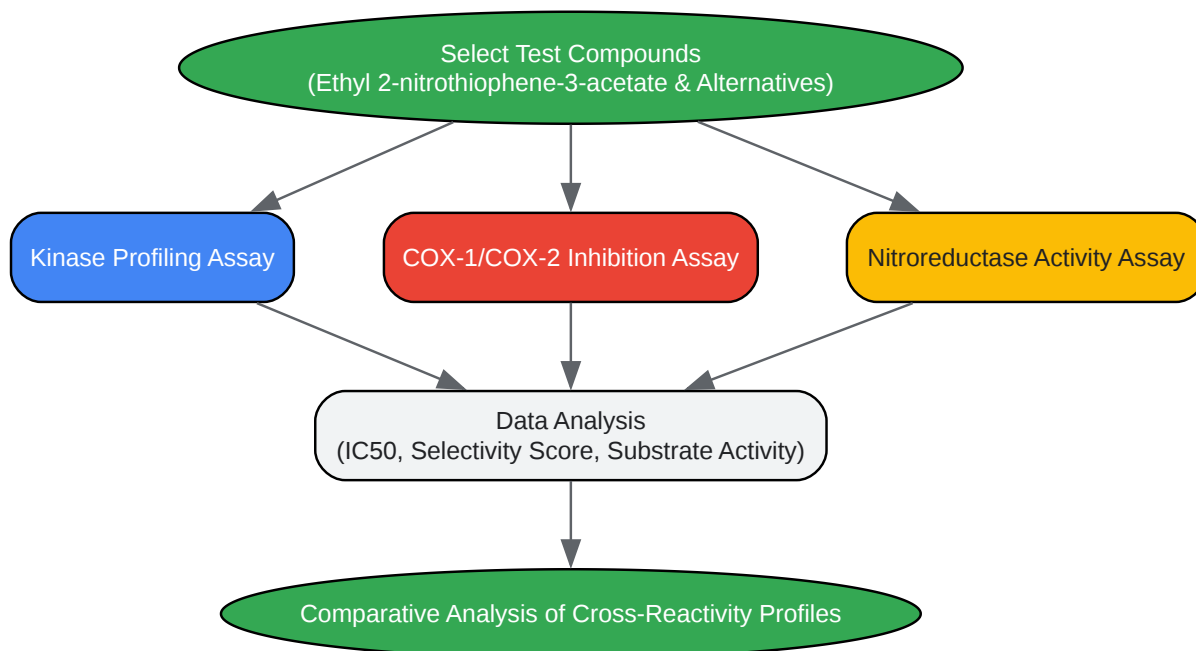 Select Test Compounds
(Ethyl 2-nitrothiophene-3-acetate & Alternatives)
Kinase Profiling Assay
COX-1/COX-2 Inhibition Assay
Nitroreductase Activity Assay
Data Analysis
(IC50, Selectivity Score, Substrate Activity)
Comparative Analysis of Cross-Reactivity Profiles